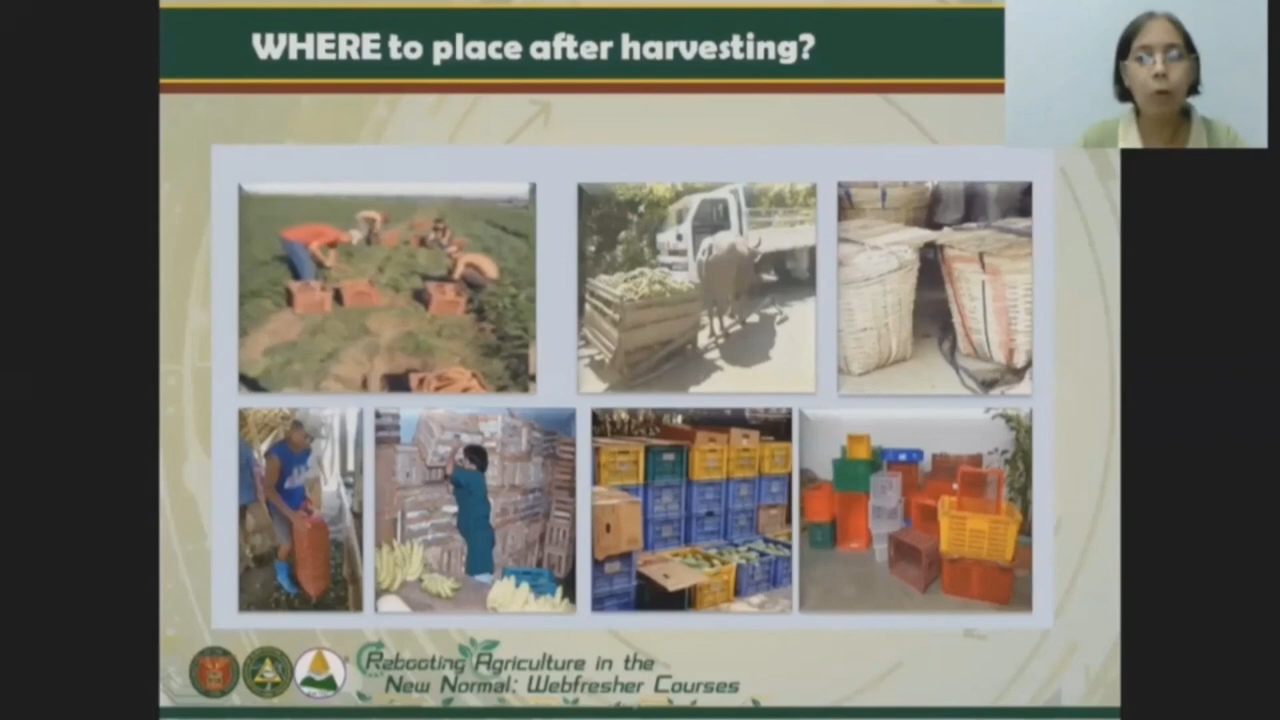 WHERE to place after harvesting?
Rebooting Agriculture in the
New Normal: Webfresher Courses